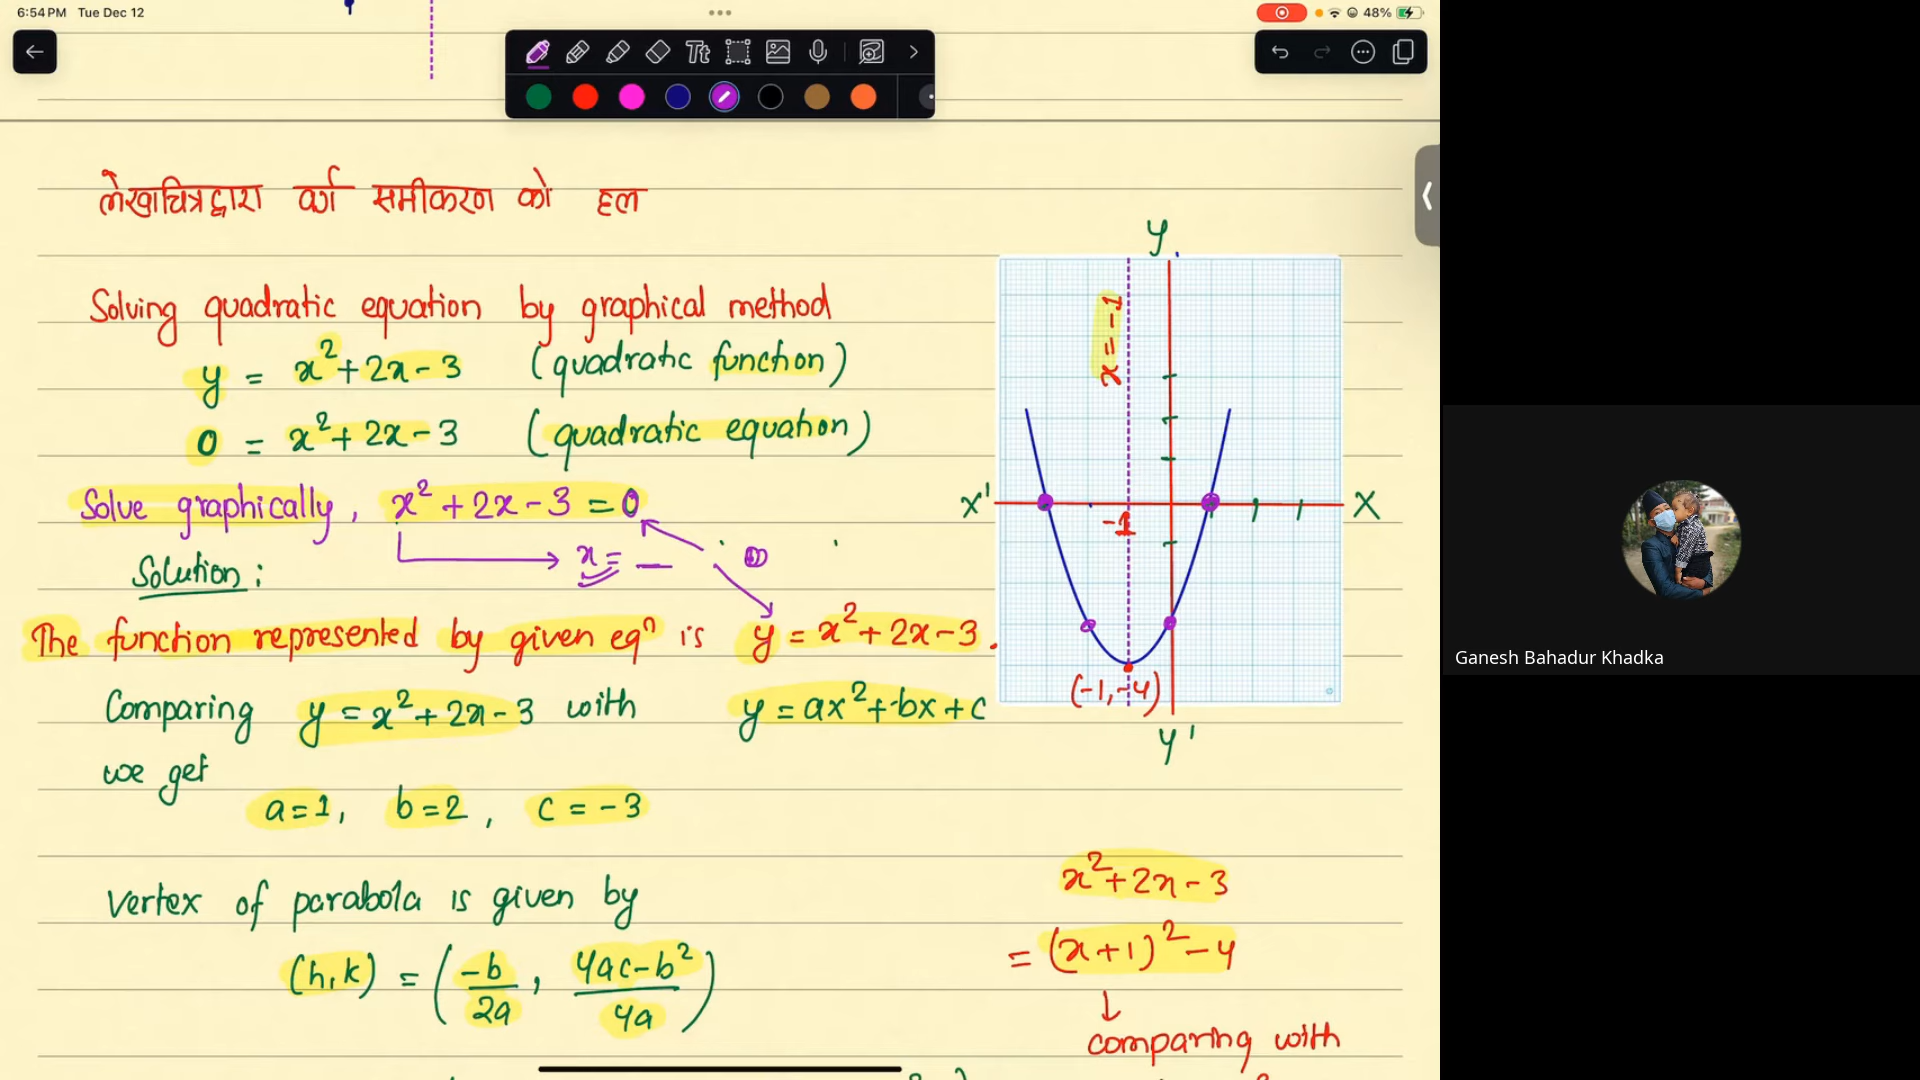 6:54 PM Tue Dec 12
48%
Tt
लेखाचित्रद्वारा वर्ग समीकरण को हल
Solving quadratic equation by graphical method
y = x²+2x-3 (quadratic function)
0 = x²+2x-3 (quadratic equation)
Solve graphically, x²+2x-3=0
x = _
Solution:
The function represented by given eqⁿ is y = x²+2x-3.
Comparing y = x²+2x-3 with y = ax²+bx+c
we get
a=1, b=2, c=-3
Vertex of parabola is given by
(h,k) = (-b/2a, 4ac-b²/4a)
y
x=-1
X' X
-1
(-1,-4)
y'
x²+2x-3
= (x+1)²-4
↓
comparing with
Ganesh Bahadur Khadka